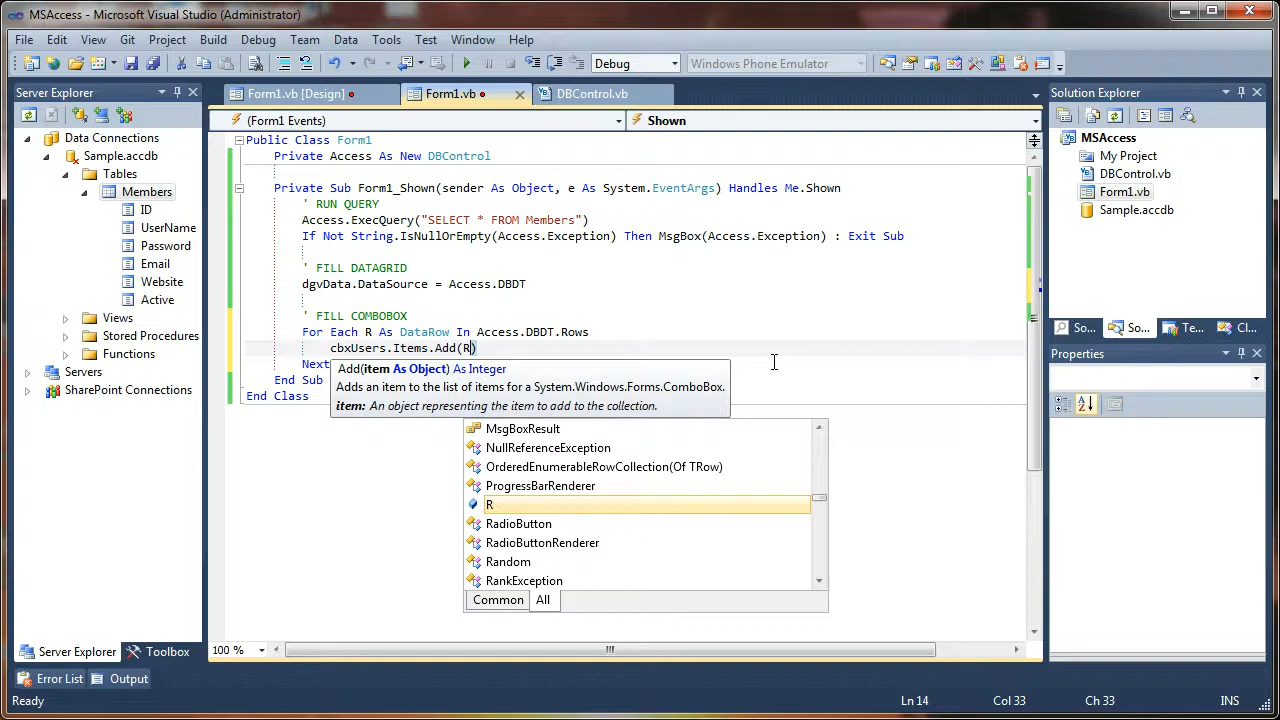 MSAccess - Microsoft Visual Studio (Administrator)
File Edit View Git Project Build Debug Team Data Tools Test Window Help
Debug Windows Phone Emulator
Server Explorer
Data Connections
Sample.accdb
Tables
Members
ID
UserName
Password
Email
Website
Active
Views
Stored Procedures
Functions
Servers
SharePoint Connections
Server Explorer Toolbox
Form1.vb [Design] Form1.vb DBControl.vb
(Form1 Events) Shown
Public Class Form1
Private Access As New DBControl
Private Sub Form1_Shown(sender As Object, e As System.EventArgs) Handles Me.Shown
' RUN QUERY
Access.ExecQuery("SELECT * FROM Members")
If Not String.IsNullOrEmpty(Access.Exception) Then MsgBox(Access.Exception) : Exit Sub
' FILL DATAGRID
dgvData.DataSource = Access.DBDT
' FILL COMBOBOX
For Each R As DataRow In Access.DBDT.Rows
cbxUsers.Items.Add(R)
Next
End Sub
End Class
Add(item As Object) As Integer
Adds an item to the list of items for a System.Windows.Forms.ComboBox.
item: An object representing the item to add to the collection.
MsgBoxResult
NullReferenceException
OrderedEnumerableRowCollection(Of TRow)
ProgressBarRenderer
R
RadioButton
RadioButtonRenderer
Random
RankException
Common All
100 %
Solution Explorer
MSAccess
My Project
DBControl.vb
Form1.vb
Sample.accdb
So... So... Te... Cl...
Properties
Error List Output
Ready Ln 14 Col 33 Ch 33 INS